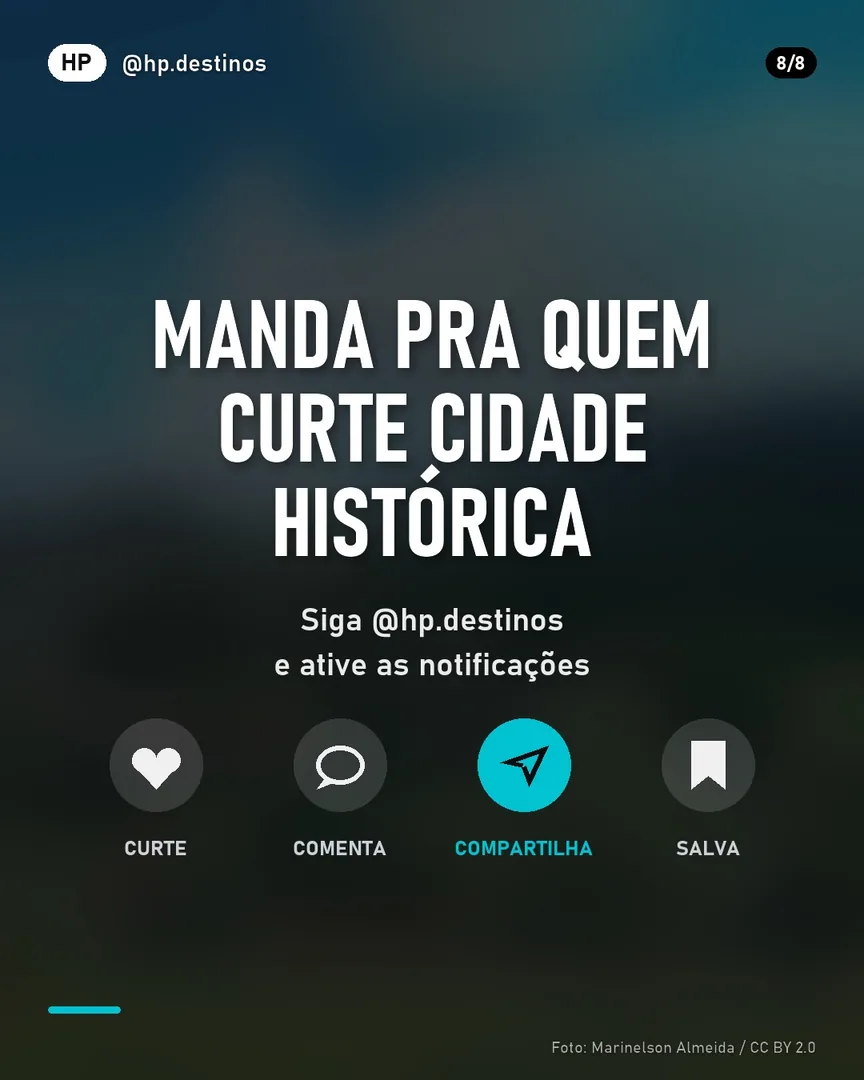 HP @hp.destinos 8/8
MANDA PRA QUEM
CURTE CIDADE
HISTÓRICA
Siga @hp.destinos
e ative as notificações
CURTE COMENTA COMPARTILHA SALVA
Foto: Marinelson Almeida / CC BY 2.0